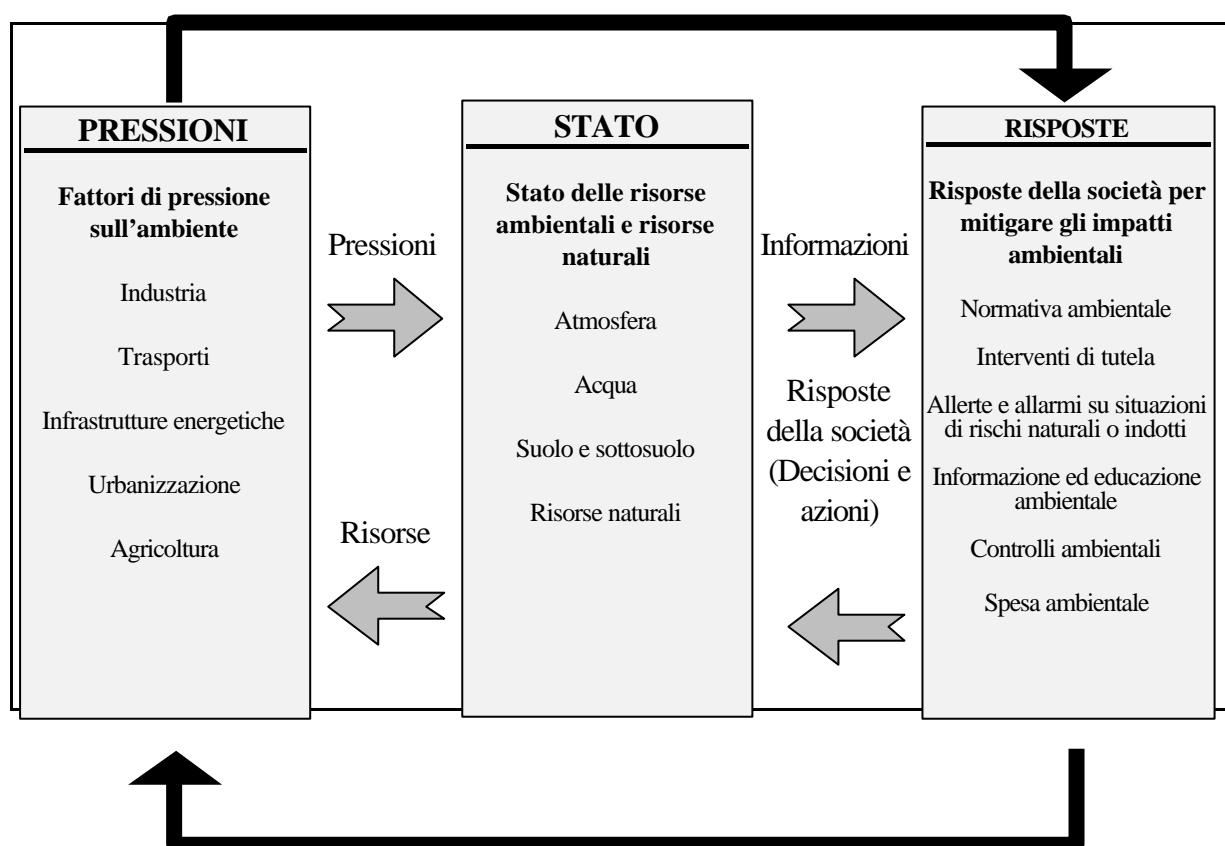 PRESSIONI
Fattori di pressione
sull’ambiente
Industria
Trasporti
Infrastrutture energetiche
Urbanizzazione
Agricoltura
Pressioni
Risorse
STATO
Stato delle risorse
ambientali e risorse
naturali
Atmosfera
Acqua
Suolo e sottosuolo
Risorse naturali
Informazioni
Risposte
della società
(Decisioni e
azioni)
RISPOSTE
Risposte della società per
mitigare gli impatti
ambientali
Normativa ambientale
Interventi di tutela
Allerte e allarmi su situazioni
di rischi naturali o indotti
Informazione ed educazione
ambientale
Controlli ambientali
Spesa ambientale